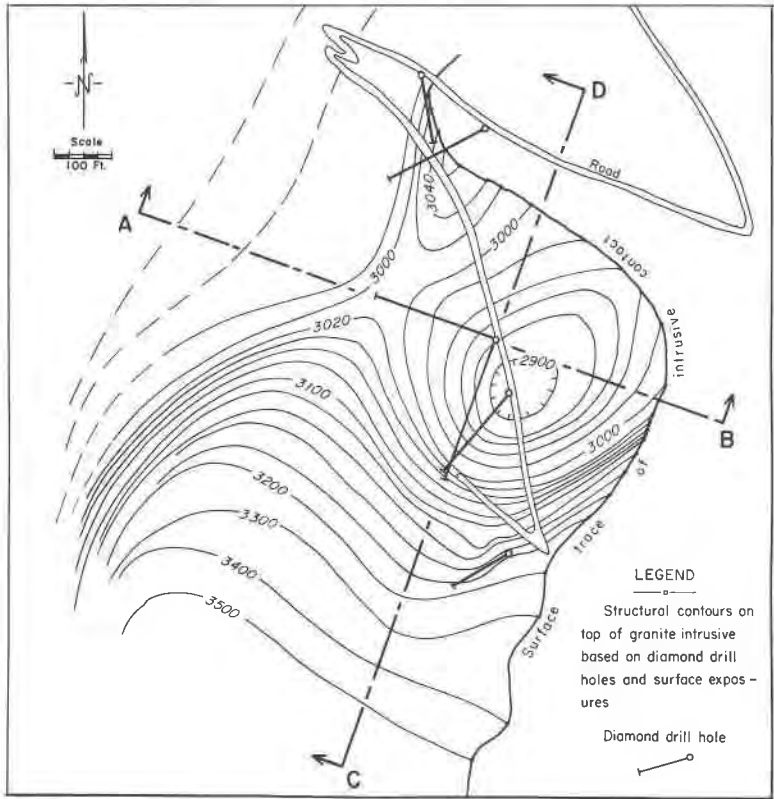 N
Scale
100 Ft.
D
Road
A
3040
3000
contact
3000
intrusive
3020
2900
3100
B
3000
of
3200
trace
3300
3400
3500
Surface
C
LEGEND
Structural contours on
top of granite intrusive
based on diamond drill
holes and surface expos-
ures
Diamond drill hole